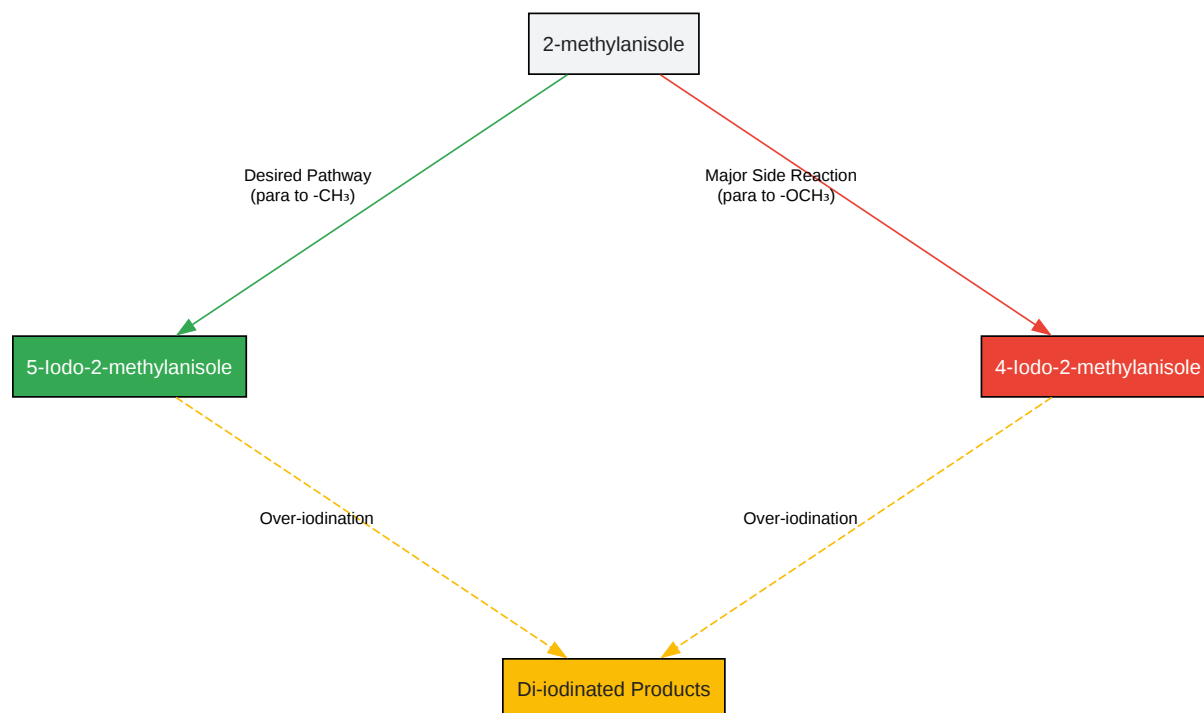 2-methylanisole
Desired Pathway
(para to -CH₃)
Major Side Reaction
(para to -OCH₃)
5-Iodo-2-methylanisole
4-Iodo-2-methylanisole
Over-iodination
Over-iodination
Di-iodinated Products